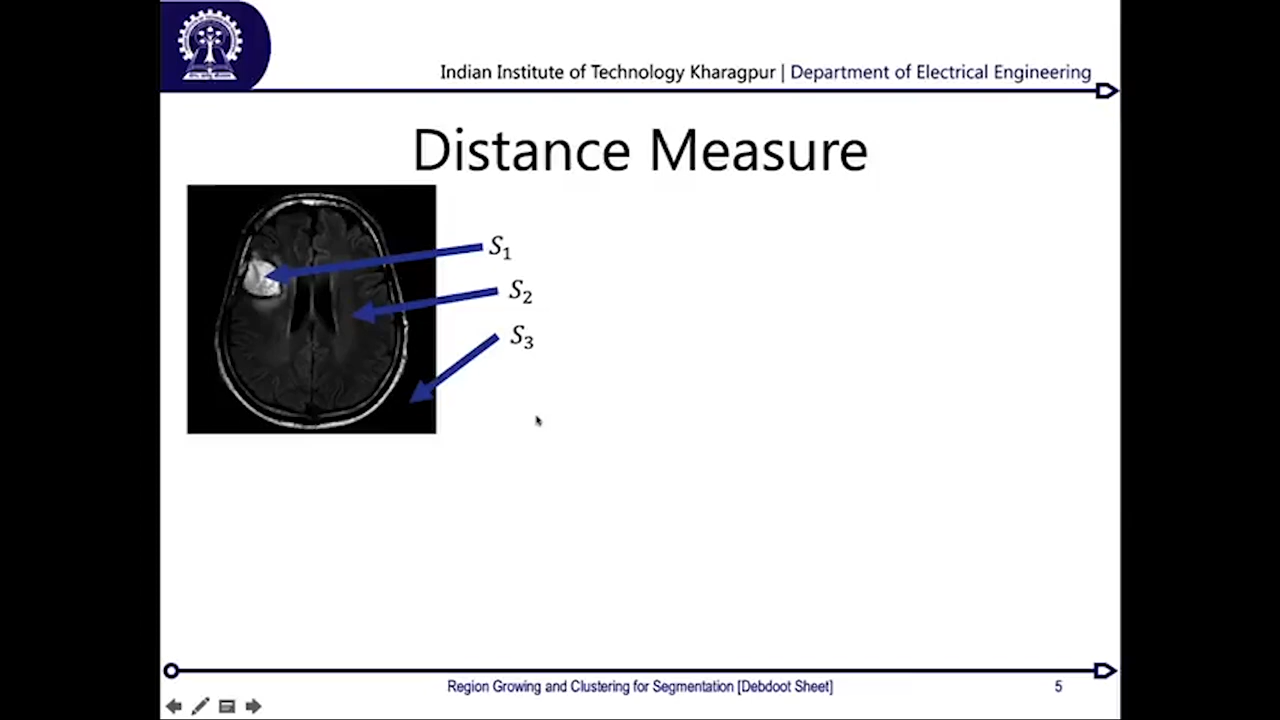 Indian Institute of Technology Kharagpur | Department of Electrical Engineering
Distance Measure
S₁
S₂
S₃
Region Growing and Clustering for Segmentation [Debdoot Sheet]
5